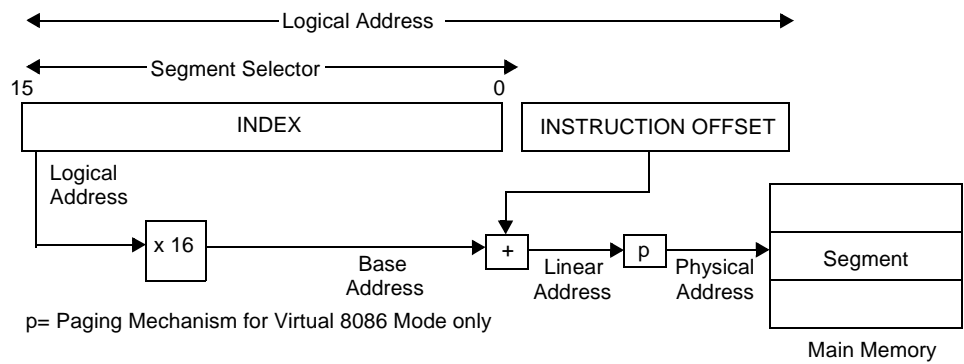 Logical Address
Segment Selector
15 0
INDEX
INSTRUCTION OFFSET
Logical
Address
x 16
Base
Address
+
Linear
Address
p
Physical
Address
Segment
p= Paging Mechanism for Virtual 8086 Mode only
Main Memory